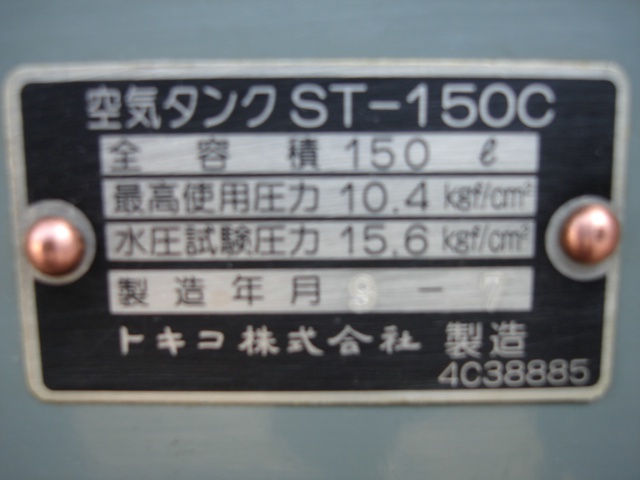 空気タンク ST-150C
全容積 150 ℓ
最高使用圧力 10.4 kgf/cm²
水圧試験圧力 15.6 kgf/cm²
製造年月 9-7
トキコ株式会社 製造
4C38885